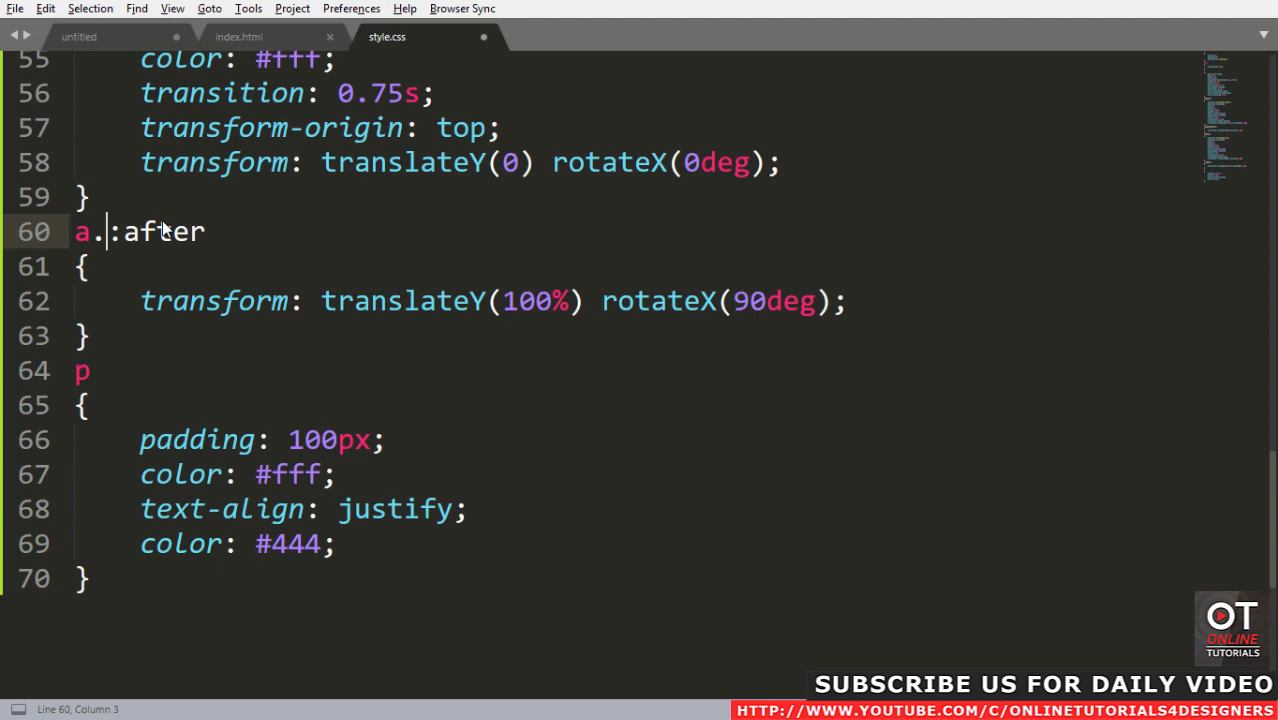 File Edit Selection Find View Goto Tools Project Preferences Help Browser Sync
untitled index.html style.css
55 color: #fff;
56 transition: 0.75s;
57 transform-origin: top;
58 transform: translateY(0) rotateX(0deg);
59 }
60 a.:after
61 {
62 transform: translateY(100%) rotateX(90deg);
63 }
64 p
65 {
66 padding: 100px;
67 color: #fff;
68 text-align: justify;
69 color: #444;
70 }
OT
ONLINE
TUTORIALS
SUBSCRIBE US FOR DAILY VIDEO
Line 60, Column 3
HTTP://WWW.YOUTUBE.COM/C/ONLINETUTORIALS4DESIGNERS